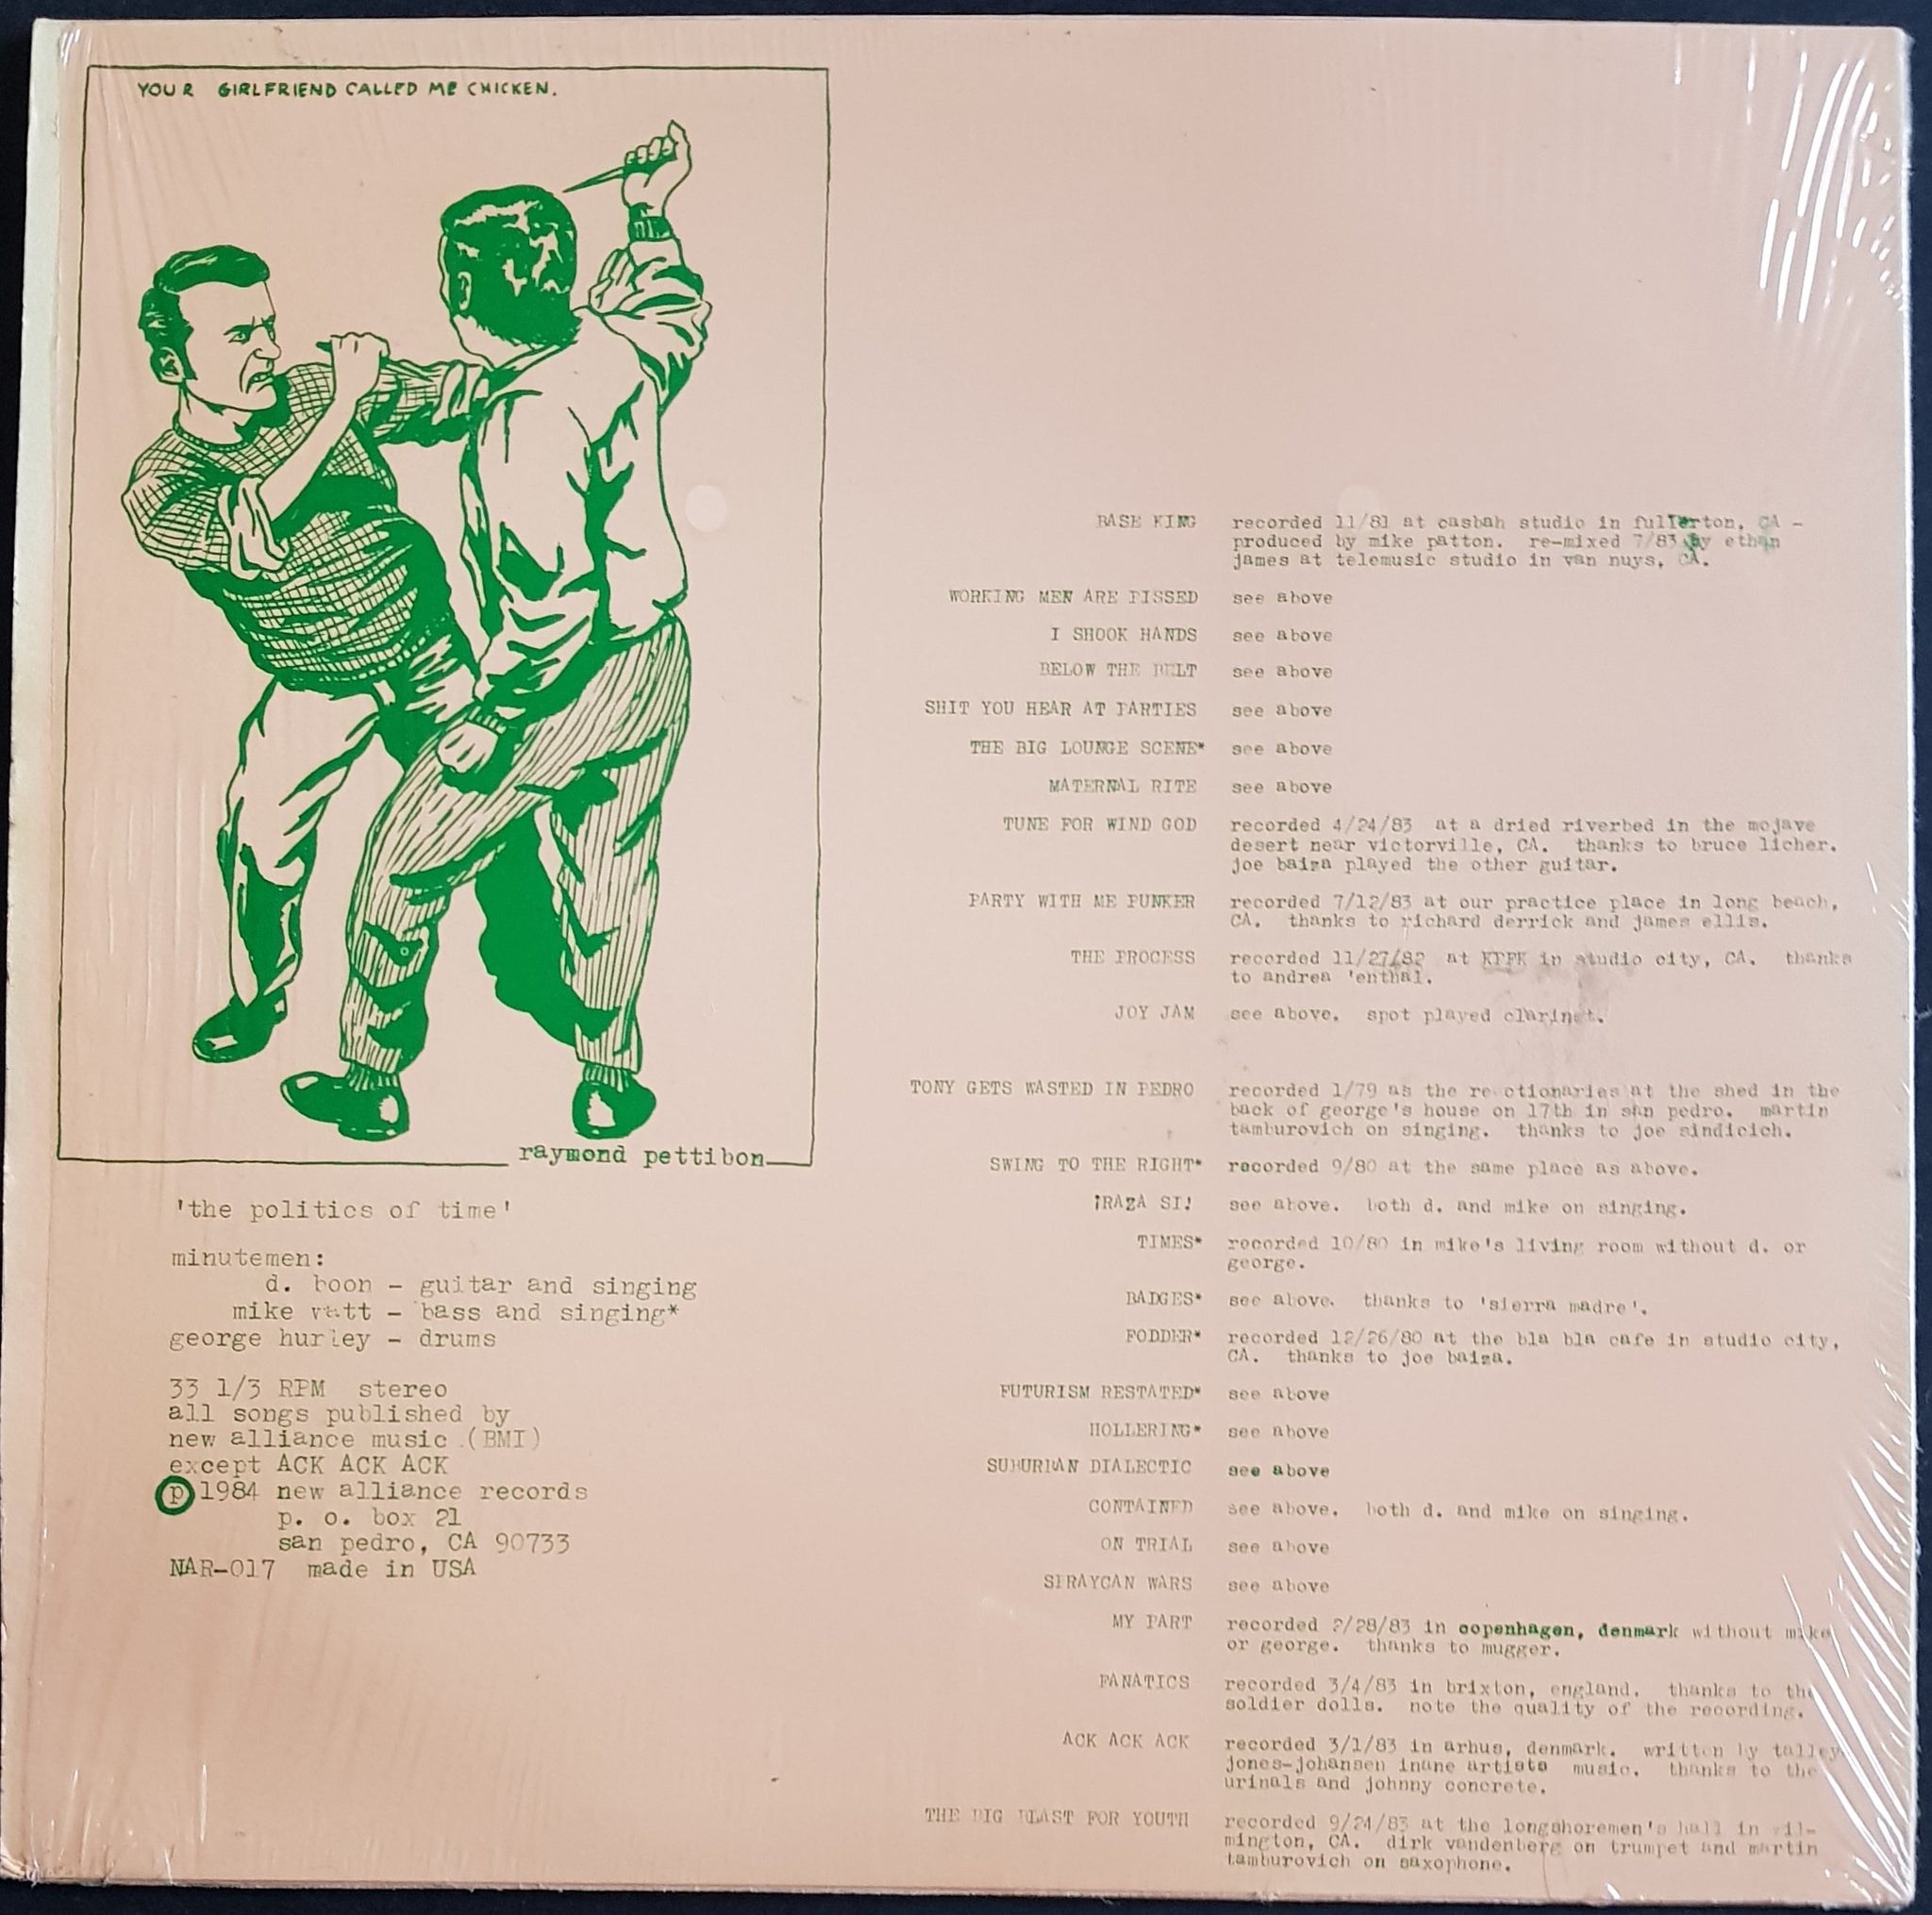 YOUR GIRLFRIEND CALLED ME CHICKEN.
raymond pettibon
'the politics of time'
minutemen:
d. boon - guitar and singing
mike watt - bass and singing*
george hurley - drums
33 1/3 RPM stereo
all songs published by
new alliance music (BMI)
except ACK ACK ACK
℗ 1984 new alliance records
p. o. box 21
san pedro, CA 90733
NAR-017 made in USA
BASE KING recorded 11/81 at casbah studio in fullerton, CA -
produced by mike patton. re-mixed 7/83 by ethan
james at telemusic studio in van nuys, CA.
WORKING MEN ARE PISSED see above
I SHOOK HANDS see above
BELOW THE BELT see above
SHIT YOU HEAR AT PARTIES see above
THE BIG LOUNGE SCENE* see above
MATERNAL RITE see above
TUNE FOR WIND GOD recorded 4/24/83 at a dried riverbed in the mojave
desert near victorville, CA. thanks to bruce licher.
joe baiza played the other guitar.
PARTY WITH ME PUNKER recorded 7/12/83 at our practice place in long beach,
CA. thanks to richard derrick and james ellis.
THE PROCESS recorded 11/27/82 at KPFK in studio city, CA. thanks
to andrea 'enthal.
JOY JAM see above. spot played clarinet.
TONY GETS WASTED IN PEDRO recorded 1/79 as the reactionaries at the shed in the
back of george's house on 17th in san pedro. martin
tamburovich on singing. thanks to joe sindicich.
SWING TO THE RIGHT* recorded 9/80 at the same place as above.
¡RAZA SI! see above. both d. and mike on singing.
TIMES* recorded 10/80 in mike's living room without d. or
george.
BADGES* see above. thanks to 'sierra madre'.
FODDER* recorded 12/26/80 at the bla bla cafe in studio city,
CA. thanks to joe baiza.
FUTURISM RESTATED* see above
HOLLERING* see above
SUBURBAN DIALECTIC see above
CONTAINED see above. both d. and mike on singing.
ON TRIAL see above
SPRAYCAN WARS see above
MY PART recorded 2/28/83 in copenhagen, denmark without mike
or george. thanks to mugger.
FANATICS recorded 3/4/83 in brixton, england. thanks to the
soldier dolls. note the quality of the recording.
ACK ACK ACK recorded 3/1/83 in arhus, denmark. written by talley
jones-johansen inane artists music. thanks to the
urinals and johnny concrete.
THE BIG BLAST FOR YOUTH recorded 9/24/83 at the longshoremen's hall in wil-
mington, CA. dirk vandenberg on trumpet and martin
tamburovich on saxophone.